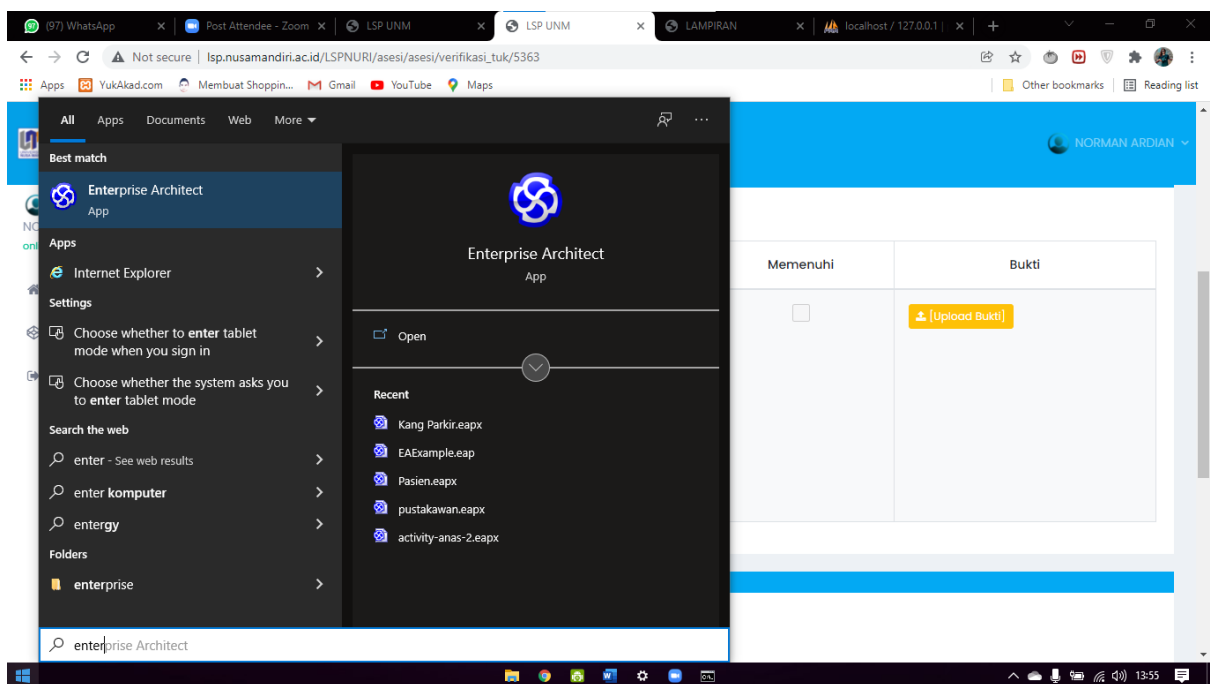 (97) WhatsApp
Post Attendee - Zoom
LSP UNM
LSP UNM
LAMPIRAN
localhost / 127.0.0.1 |
Not secure
lsp.nusamandiri.ac.id/LSPNURI/asesi/asesi/verifikasi_tuk/5363
Apps
YukAkad.com
Membuat Shoppin...
Gmail
YouTube
Maps
Other bookmarks
Reading list
All
Apps
Documents
Web
More
NORMAN ARDIAN
Best match
Enterprise Architect
App
Apps
Internet Explorer
Settings
Choose whether to enter tablet
mode when you sign in
Choose whether the system asks you
to enter tablet mode
Search the web
enter - See web results
enter komputer
entergy
Folders
enterprise
enterprise Architect
Enterprise Architect
App
Open
Recent
Kang Parkir.eapx
EAExample.eap
Pasien.eapx
pustakawan.eapx
activity-anas-2.eapx
Memenuhi
Bukti
[Upload Bukti]
13:55